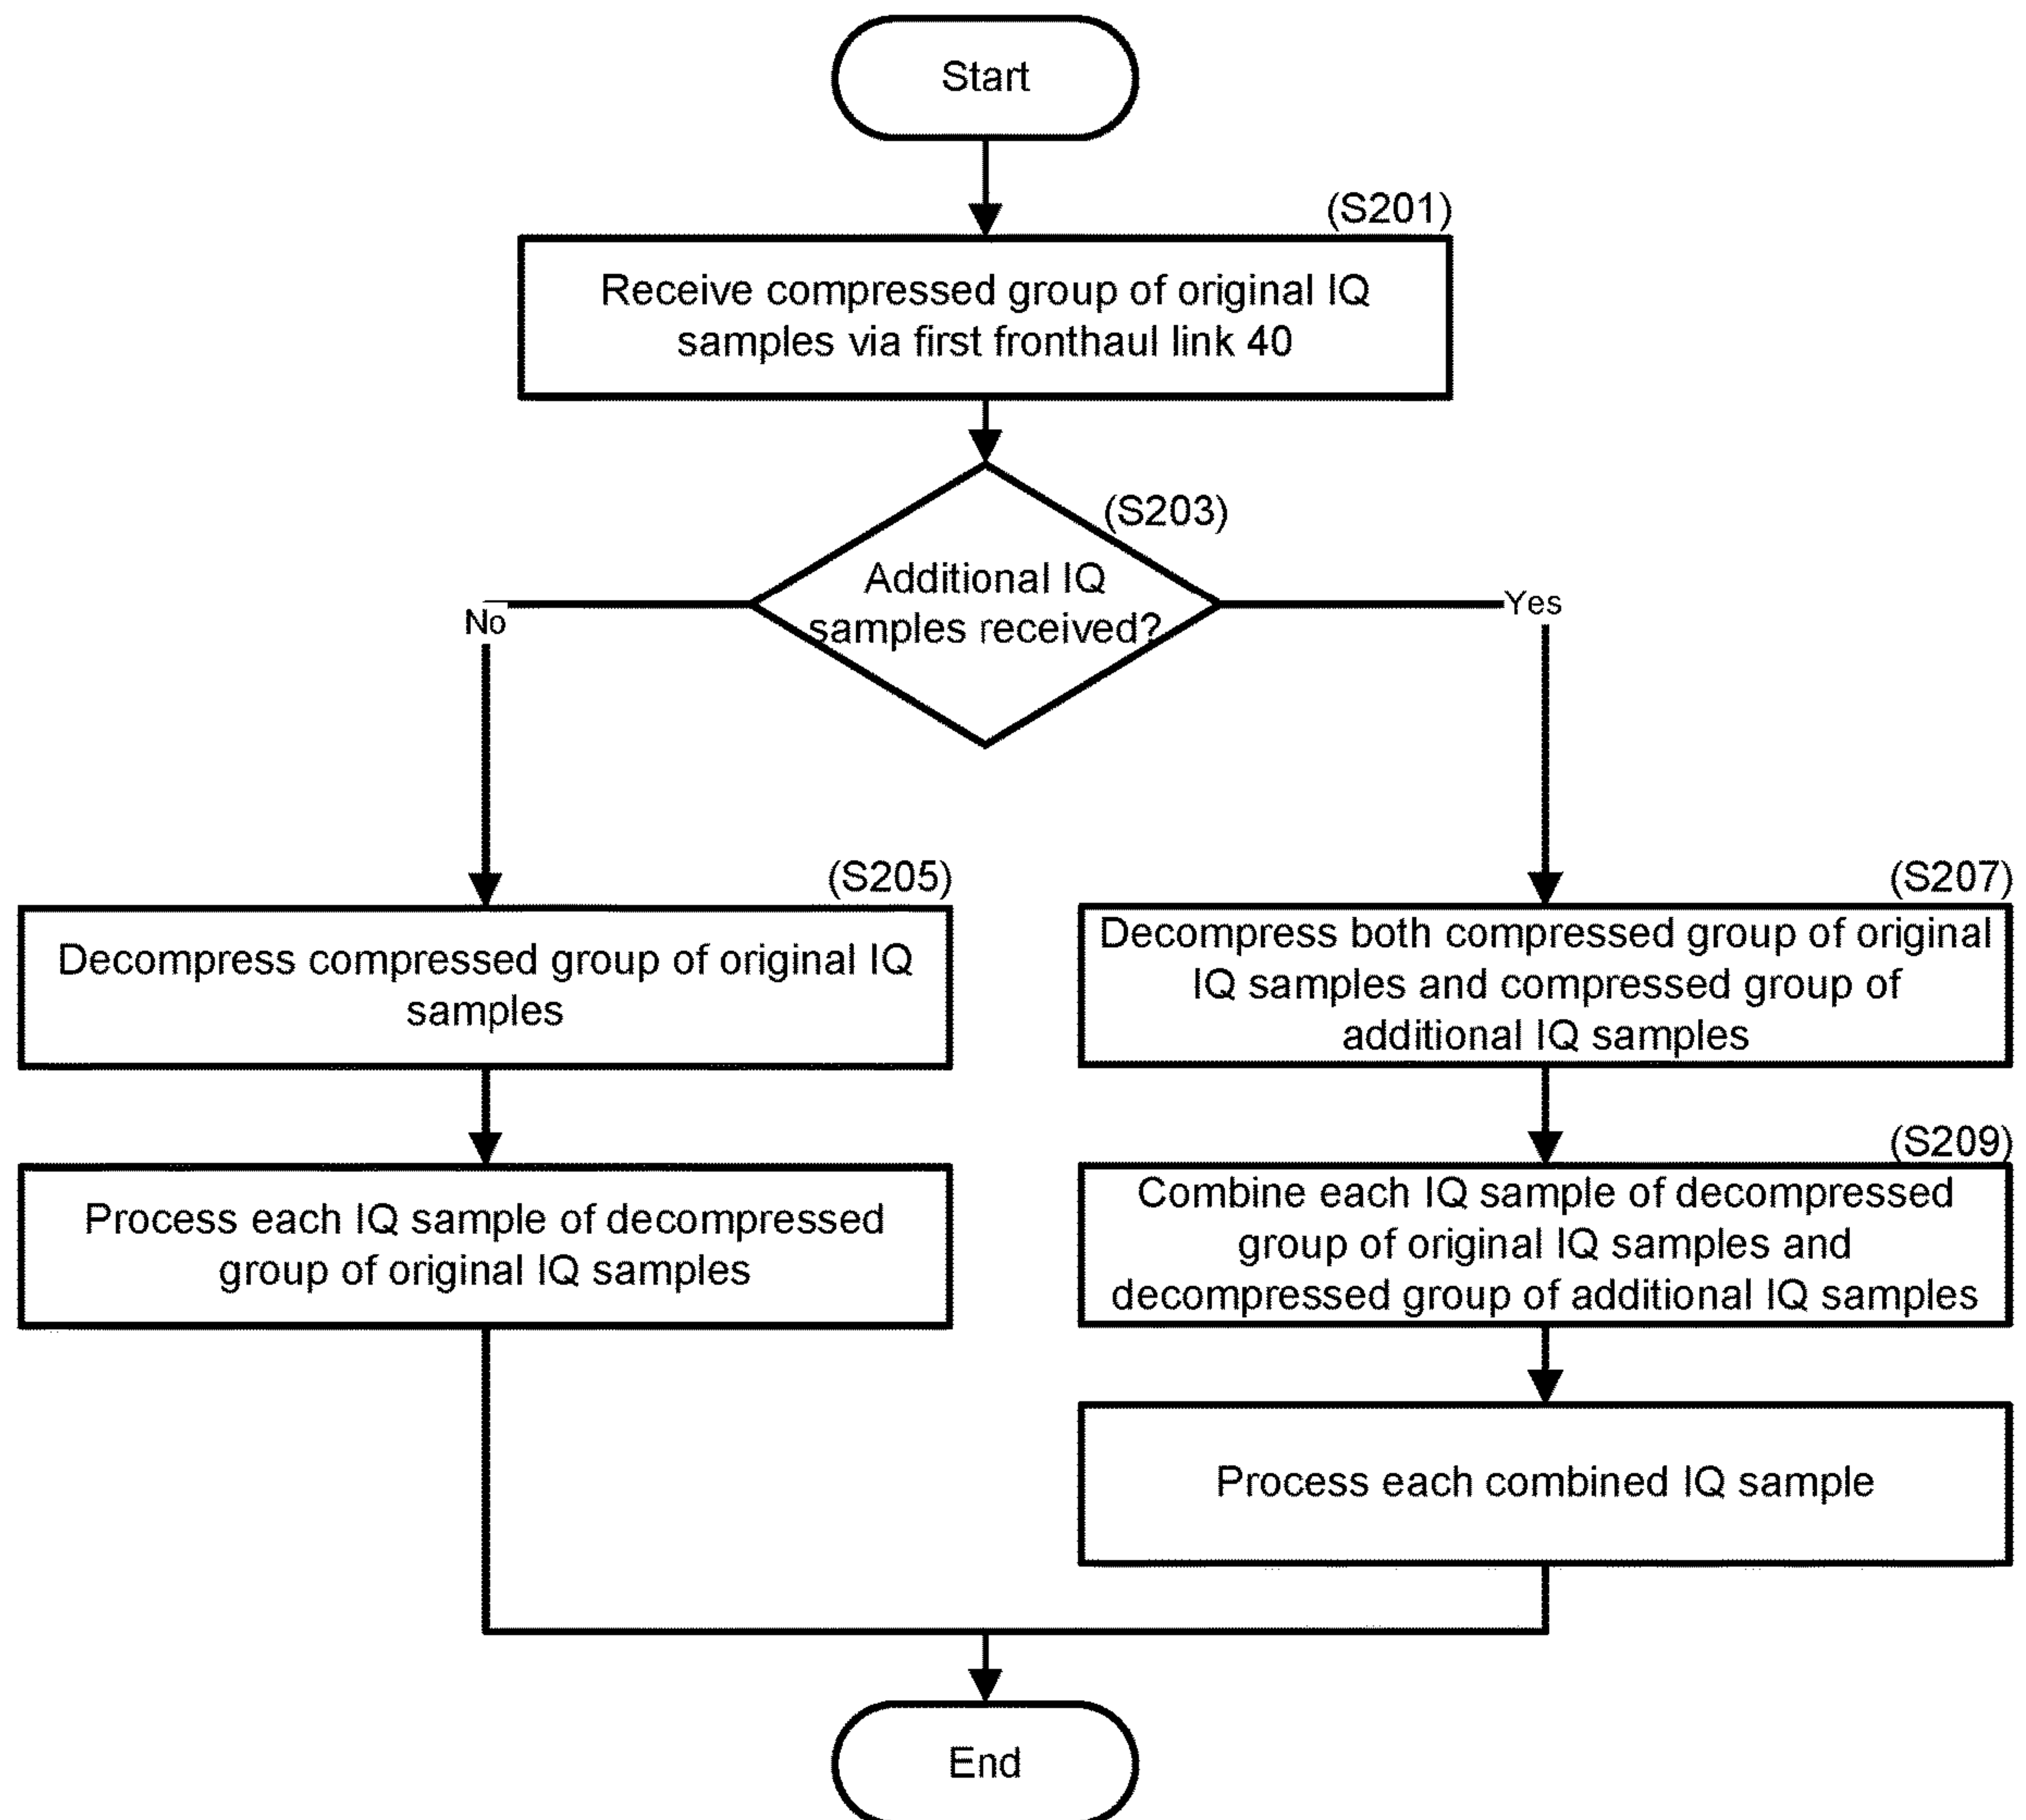 Start
(S201)
Receive compressed group of original IQ
samples via first fronthaul link 40
(S203)
Additional IQ
samples received?
No
Yes
(S205)
Decompress compressed group of original IQ
samples
(S207)
Decompress both compressed group of original
IQ samples and compressed group of
additional IQ samples
Process each IQ sample of decompressed
group of original IQ samples
(S209)
Combine each IQ sample of decompressed
group of original IQ samples and
decompressed group of additional IQ samples
Process each combined IQ sample
End